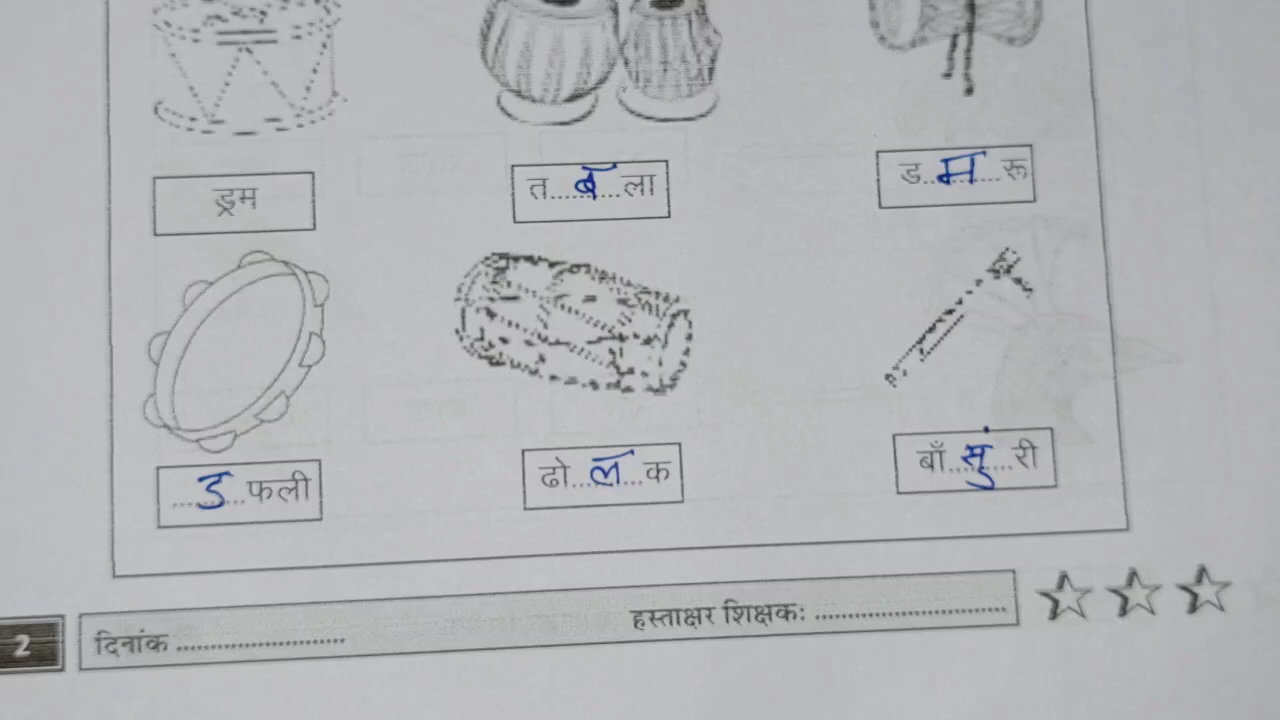 ड्रम
त......ब......ला
ड......म......रू
......ड......फली
ढो......ल......क
बाँ......सु......री
2
दिनांक ........................
हस्ताक्षर शिक्षक: ................................